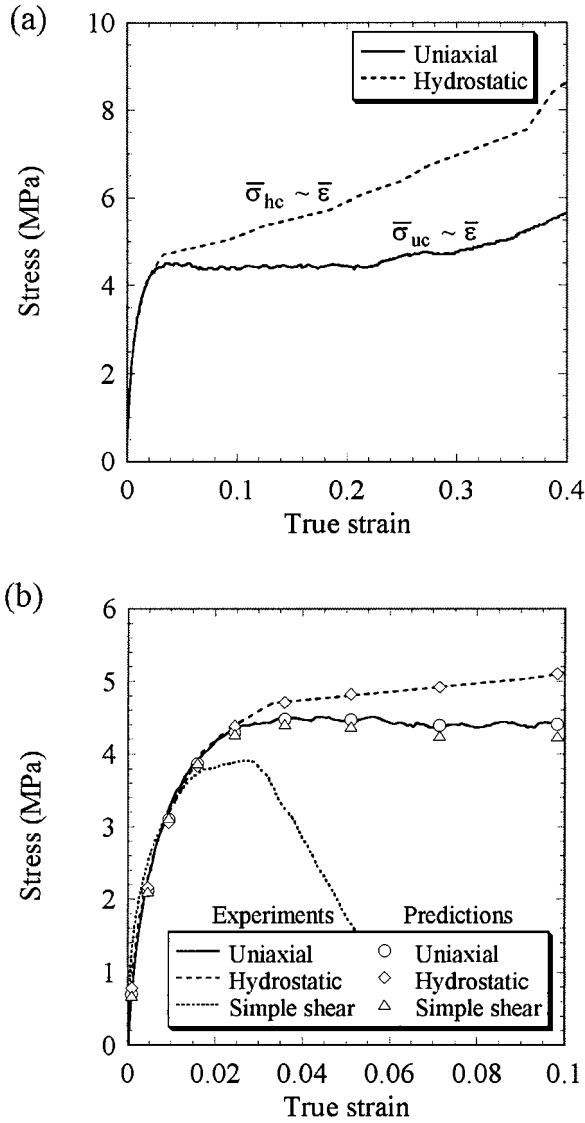 (a)
10
8
6
4
2
0
Stress (MPa)
Uniaxial
Hydrostatic
σ̅hc ~ ε̅
σ̅uc ~ ε̅
0 0.1 0.2 0.3 0.4
True strain
(b)
6
5
4
3
2
1
0
Stress (MPa)
Experiments Predictions
Uniaxial Uniaxial
Hydrostatic Hydrostatic
Simple shear Simple shear
0 0.02 0.04 0.06 0.08 0.1
True strain